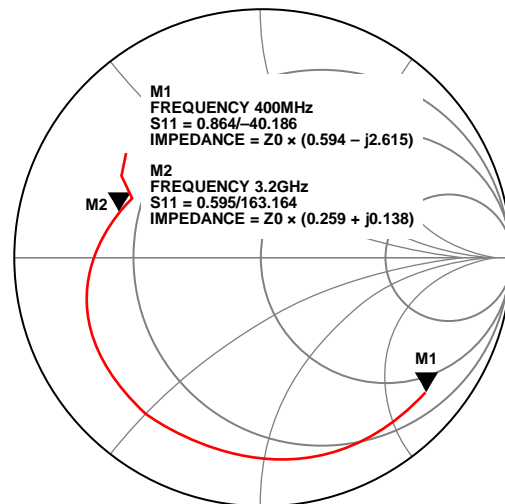 M1
FREQUENCY 400MHz
S11 = 0.864/–40.186
IMPEDANCE = Z0 × (0.594 – j2.615)
M2
FREQUENCY 3.2GHz
S11 = 0.595/163.164
IMPEDANCE = Z0 × (0.259 + j0.138)
M2
M1